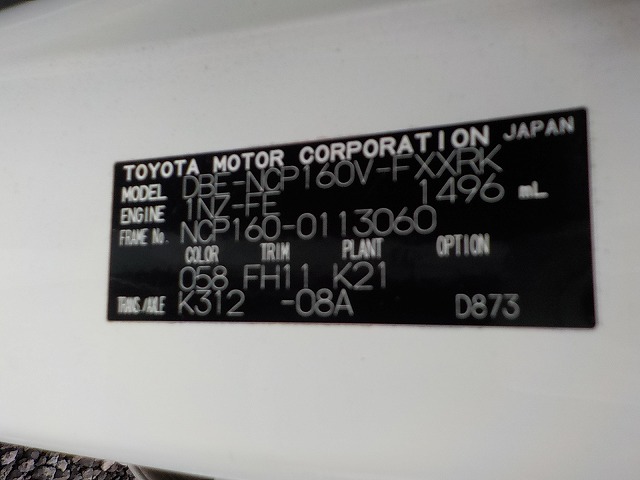 TOYOTA MOTOR CORPORATION JAPAN
MODEL DBE-NCP160V-FXXRK
ENGINE 1NZ-FE 1496 mL
FRAME No. NCP160-0113060
COLOR TRIM PLANT OPTION
058 FH11 K21
TRANS./AXLE K312 -08A D873